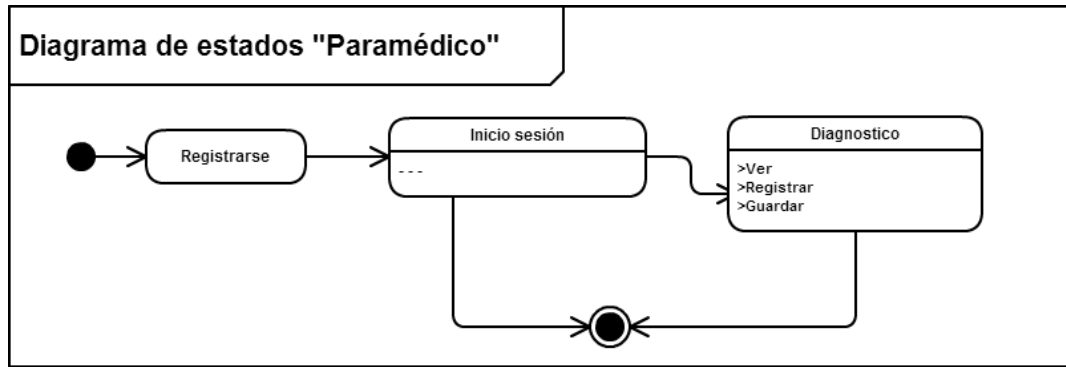 Diagrama de estados "Paramédico"
Registrarse
Inicio sesión
- - -
Diagnostico
>Ver
>Registrar
>Guardar